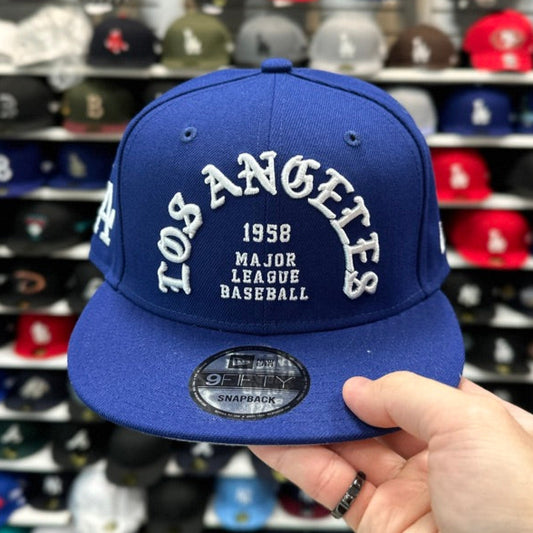 LOS ANGELES
1958
MAJOR
LEAGUE
BASEBALL
NEW ERA
9FIFTY
SNAPBACK